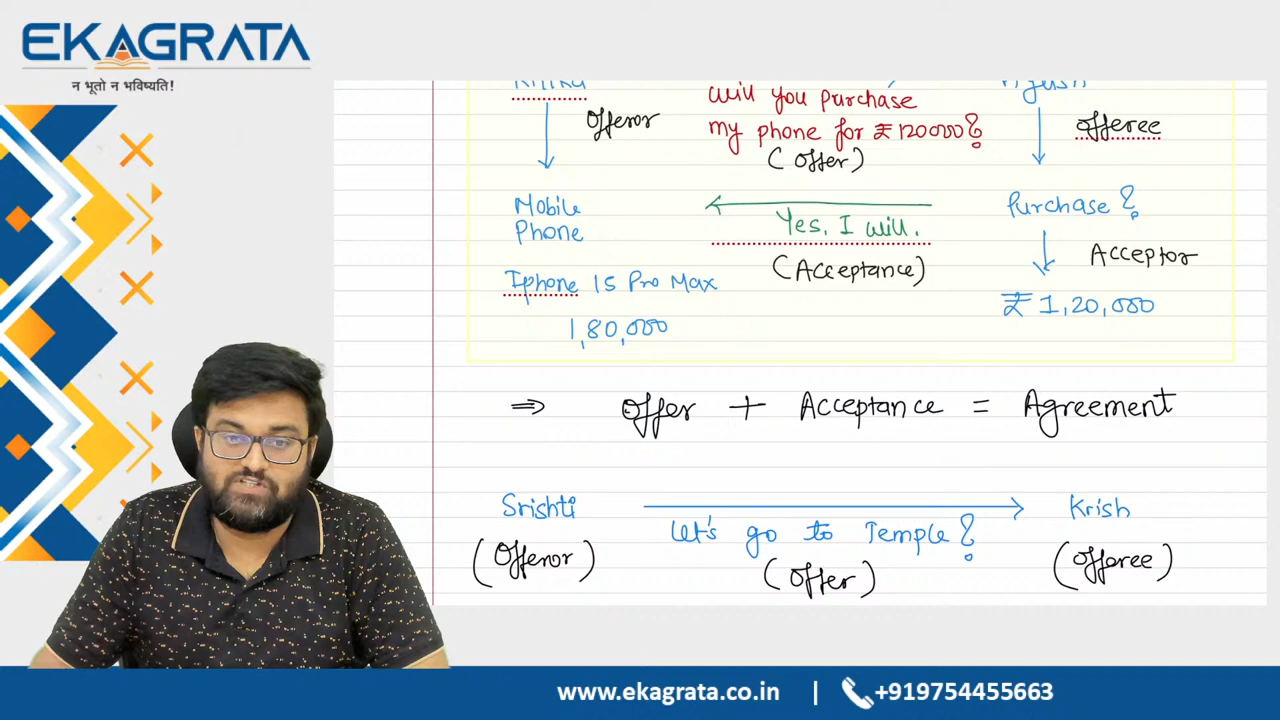 EKAGRATA
न भूतो न भविष्यति!
will you purchase
my phone for ₹ 120000?
(Offer)
Offeror
Offeree
Mobile
Phone
Yes, I will.
(Acceptance)
Purchase?
Acceptor
Iphone 15 Pro Max
1,80,000
₹ 1,20,000
⇒ Offer + Acceptance = Agreement
Srishti
Let's go to Temple?
Krish
(Offeror)
(Offer)
(Offeree)
www.ekagrata.co.in | +919754455663